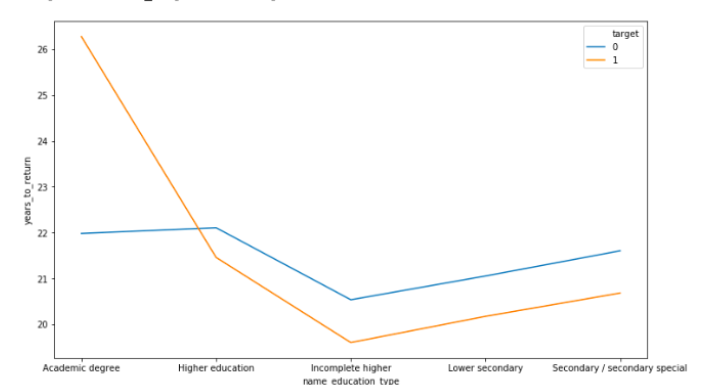 target
0
1
26
25
24
23
22
21
20
years_to_return
Academic degree
Higher education
Incomplete higher
Lower secondary
Secondary / secondary special
name_education_type